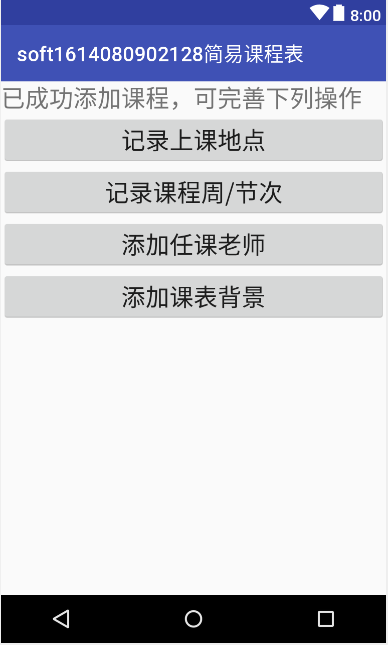 8:00
soft1614080902128简易课程表
已成功添加课程，可完善下列操作
记录上课地点
记录课程周/节次
添加任课老师
添加课表背景